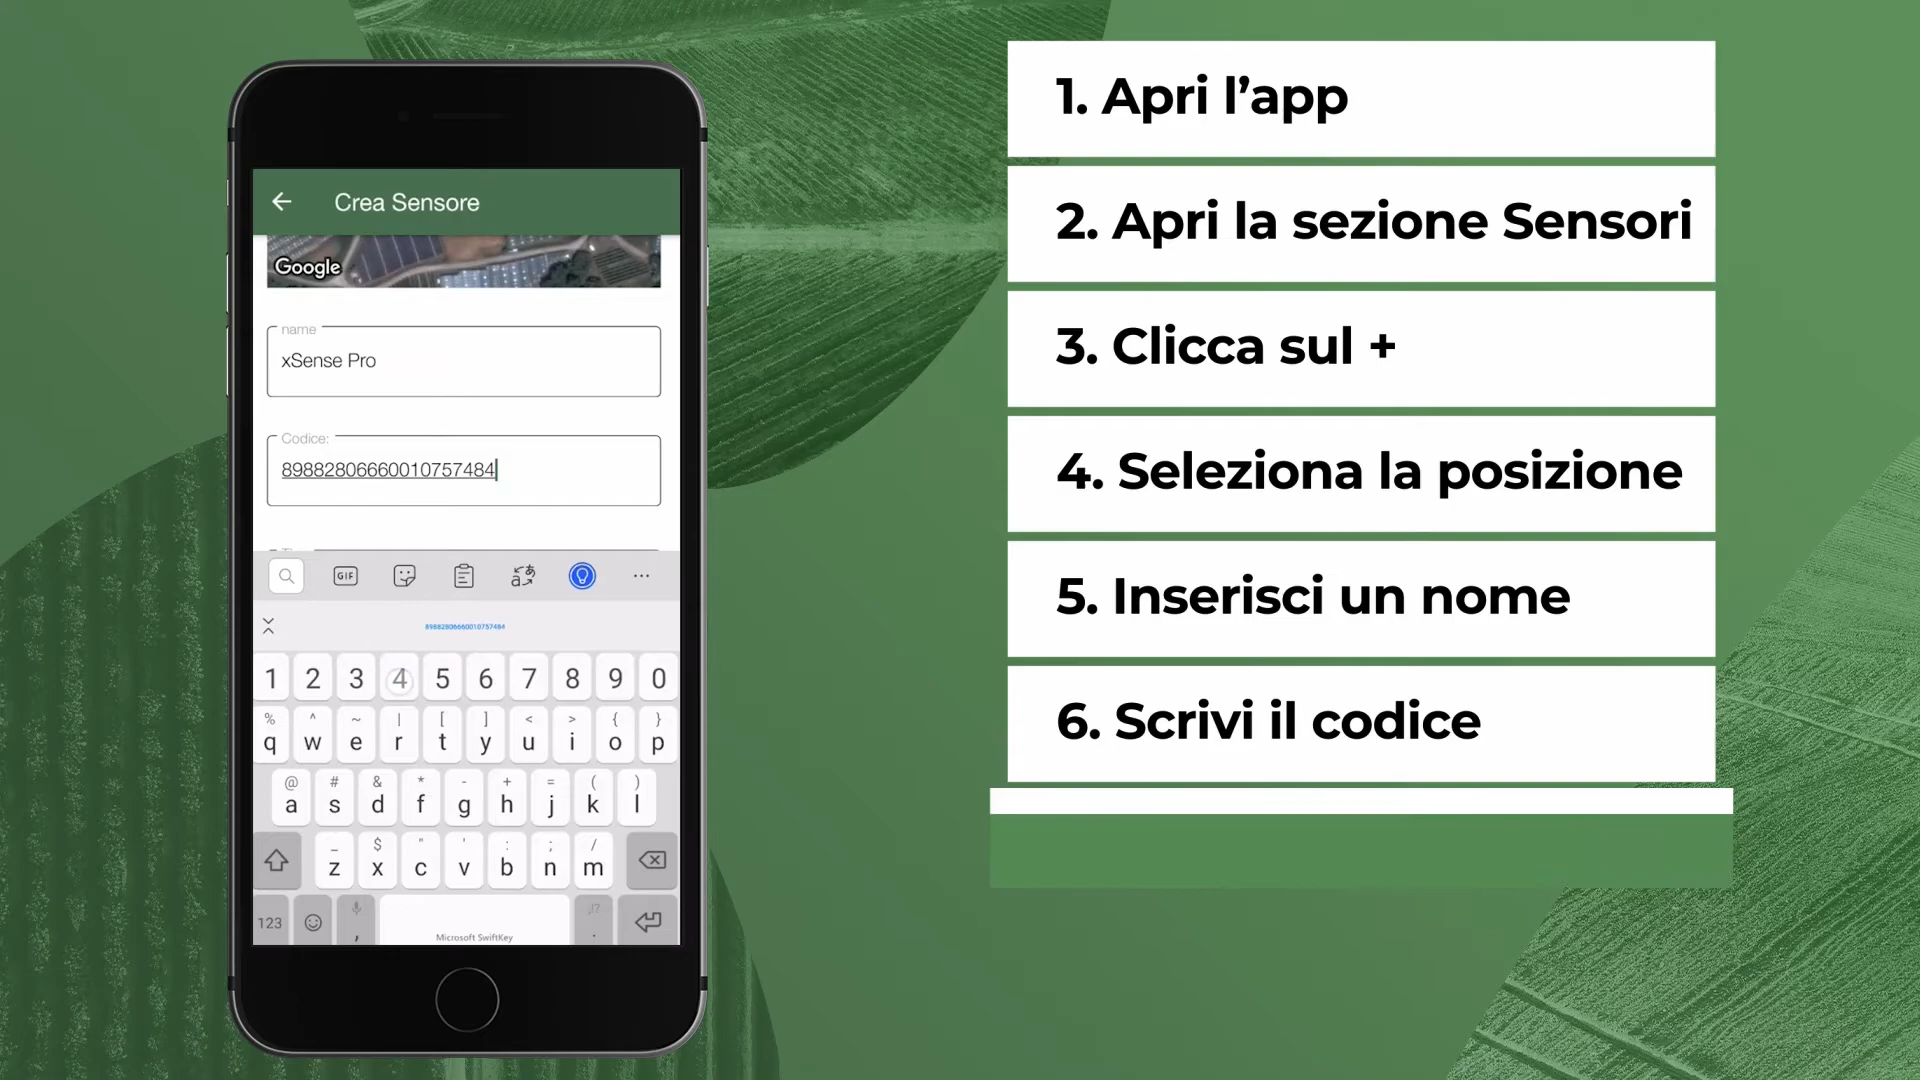 Crea Sensore
Google
name
xSense Pro
Codice:
89882806660010757484
GIF
89882806660010757484
1 2 3 4 5 6 7 8 9 0
% ^ ~ | [ ] < > { }
q w e r t y u i o p
@ # & * - + = ( )
a s d f g h j k l
_ $ " ' : ; /
z x c v b n m
123 , Microsoft SwiftKey .
,!?
1. Apri l’app
2. Apri la sezione Sensori
3. Clicca sul +
4. Seleziona la posizione
5. Inserisci un nome
6. Scrivi il codice